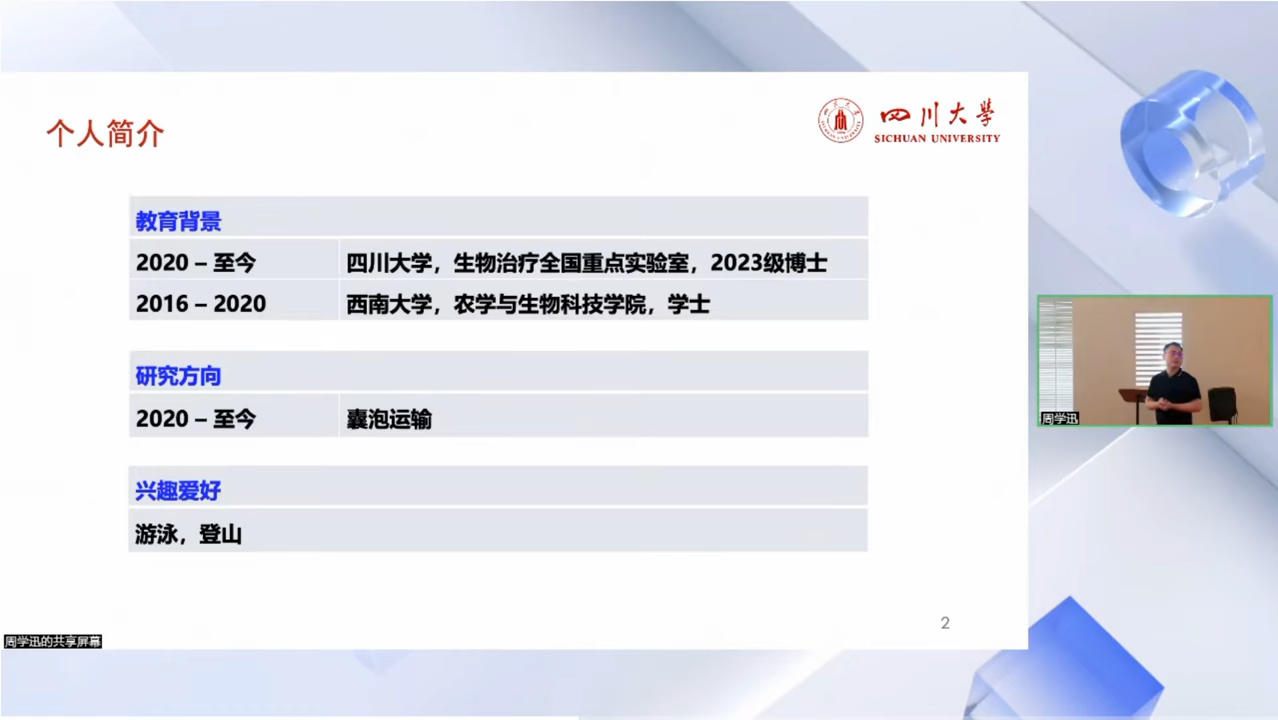 个人简介
四川大学
SICHUAN UNIVERSITY
教育背景
2020 – 至今 四川大学，生物治疗全国重点实验室，2023级博士
2016 – 2020 西南大学，农学与生物科技学院，学士
研究方向
2020 – 至今 囊泡运输
兴趣爱好
游泳，登山
2
周学迅
周学迅的共享屏幕